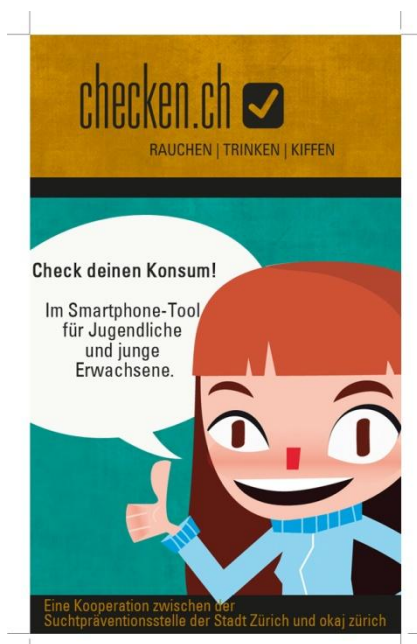 checken.ch
RAUCHEN | TRINKEN | KIFFEN
Check deinen Konsum!
Im Smartphone-Tool
für Jugendliche
und junge
Erwachsene.
Eine Kooperation zwischen der
Suchtpräventionsstelle der Stadt Zürich und okaj zürich